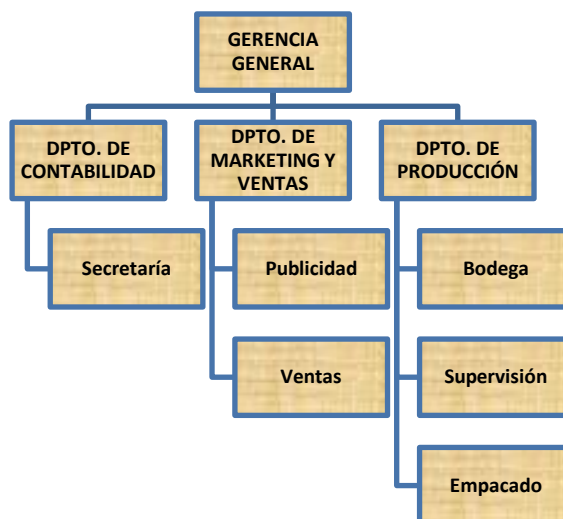 GERENCIA
GENERAL
DPTO. DE
CONTABILIDAD
DPTO. DE
MARKETING Y
VENTAS
DPTO. DE
PRODUCCIÓN
Secretaría
Publicidad
Bodega
Ventas
Supervisión
Empacado